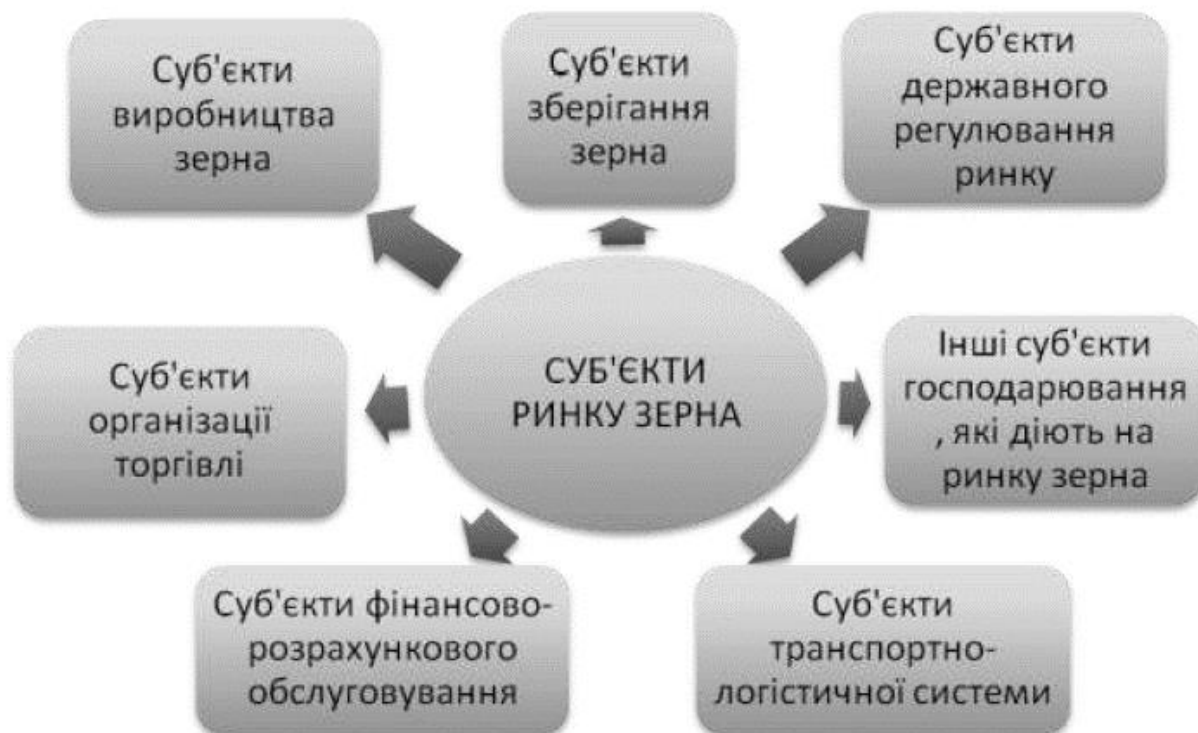 Суб'єкти
виробництва
зерна
Суб'єкти
зберігання
зерна
Суб'єкти
державного
регулювання
ринку
Суб'єкти
організації
торгівлі
СУБ'ЄКТИ
РИНКУ ЗЕРНА
Інші суб'єкти
господарювання
, які діють на
ринку зерна
Суб'єкти фінансово-
розрахункового
обслуговування
Суб'єкти
транспортно-
логістичної системи